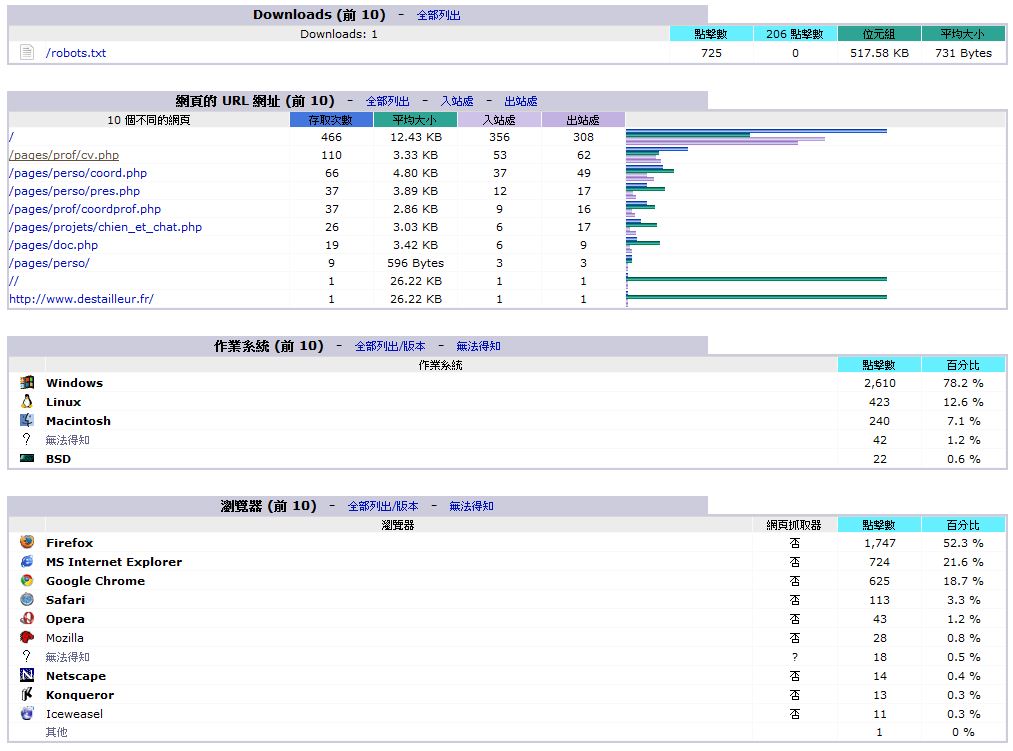 Downloads (前 10) - 全部列出
Downloads: 1 點擊數 206 點擊數 位元組 平均大小
/robots.txt 725 0 517.58 KB 731 Bytes
網頁的 URL 網址 (前 10) - 全部列出 - 入站處 - 出站處
10 個不同的網頁 存取次數 平均大小 入站處 出站處
/ 466 12.43 KB 356 308
/pages/prof/cv.php 110 3.33 KB 53 62
/pages/perso/coord.php 66 4.80 KB 37 49
/pages/perso/pres.php 37 3.89 KB 12 17
/pages/prof/coordprof.php 37 2.86 KB 9 16
/pages/projets/chien_et_chat.php 26 3.03 KB 6 17
/pages/doc.php 19 3.42 KB 6 9
/pages/perso/ 9 596 Bytes 3 3
// 1 26.22 KB 1 1
http://www.destailleur.fr/ 1 26.22 KB 1 1
作業系統 (前 10) - 全部列出/版本 - 無法得知
作業系統 點擊數 百分比
Windows 2,610 78.2 %
Linux 423 12.6 %
Macintosh 240 7.1 %
? 無法得知 42 1.2 %
BSD 22 0.6 %
瀏覽器 (前 10) - 全部列出/版本 - 無法得知
瀏覽器 網頁抓取器 點擊數 百分比
Firefox 否 1,747 52.3 %
MS Internet Explorer 否 724 21.6 %
Google Chrome 否 625 18.7 %
Safari 否 113 3.3 %
Opera 否 43 1.2 %
Mozilla 否 28 0.8 %
? 無法得知 ? 18 0.5 %
Netscape 否 14 0.4 %
Konqueror 否 13 0.3 %
Iceweasel 否 11 0.3 %
其他 1 0 %